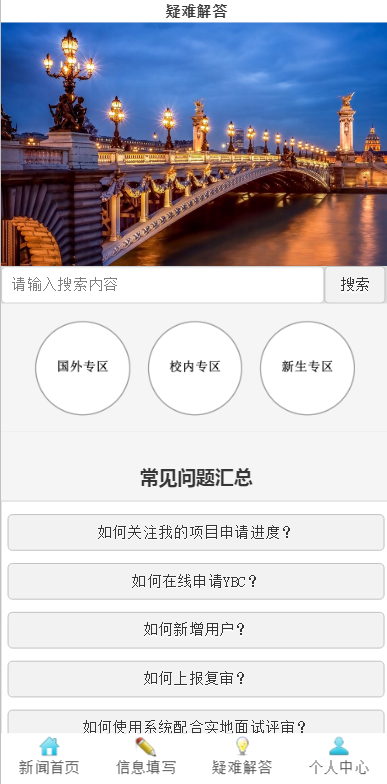 疑难解答
请输入搜索内容 搜索
国外专区 校内专区 新生专区
常见问题汇总
如何关注我的项目申请进度？
如何在线申请YBC？
如何新增用户？
如何上报复审？
如何使用系统配合实地面试评审？
新闻首页 信息填写 疑难解答 个人中心